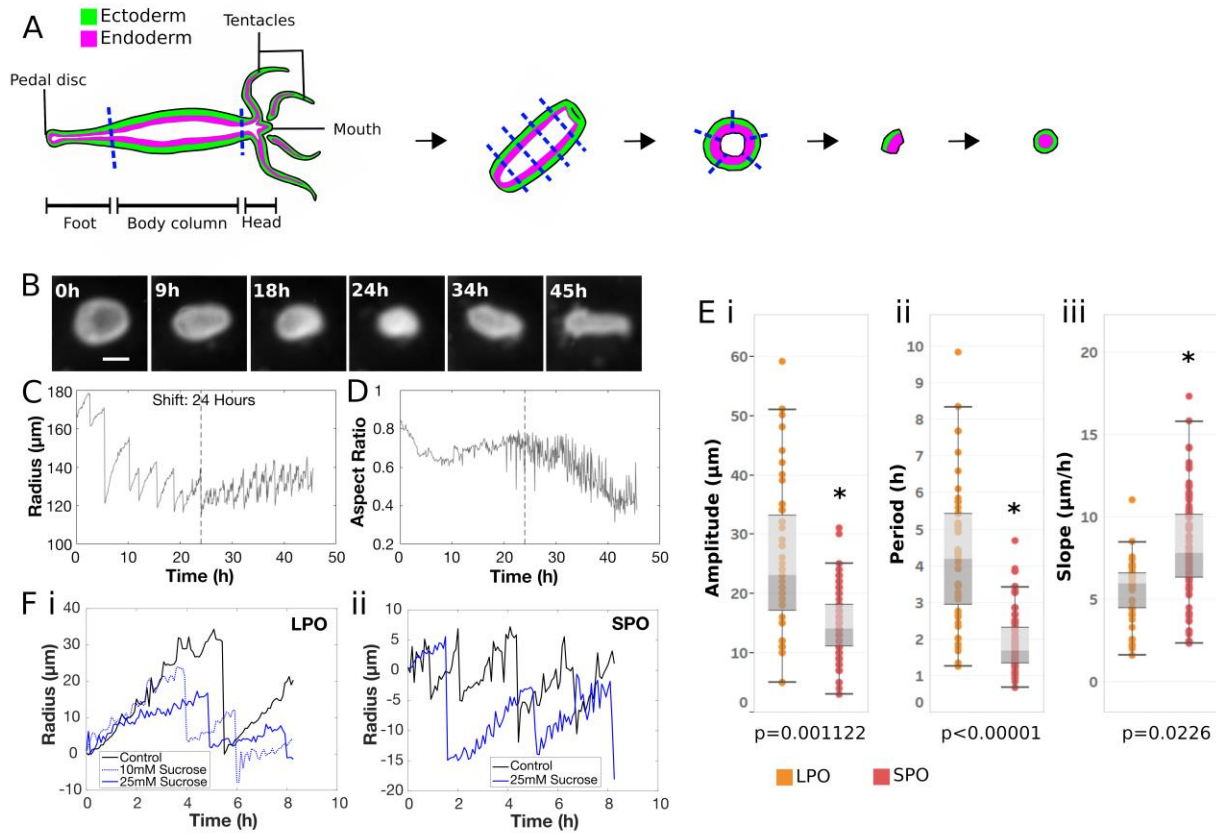 A
Ectoderm
Endoderm
Tentacles
Pedal disc
Mouth
Foot
Body column
Head
B
0h
9h
18h
24h
34h
45h
C
Radius (µm)
180
160
140
120
100
Shift: 24 Hours
0
10
20
30
40
50
Time (h)
D
Aspect Ratio
1
0.8
0.6
0.4
0.2
0
10
20
30
40
50
Time (h)
E i
Amplitude (µm)
60
50
40
30
20
10
0
*
p=0.001122
ii
Period (h)
10
9
8
7
6
5
4
3
2
1
0
*
p<0.00001
iii
Slope (µm/h)
20
15
10
5
0
*
p=0.0226
LPO
SPO
F i
Radius (µm)
40
30
20
10
0
-10
LPO
Control
10mM Sucrose
25mM Sucrose
0
2
4
6
8
10
Time (h)
ii
Radius (µm)
10
5
0
-5
-10
-15
-20
SPO
Control
25mM Sucrose
0
2
4
6
8
10
Time (h)